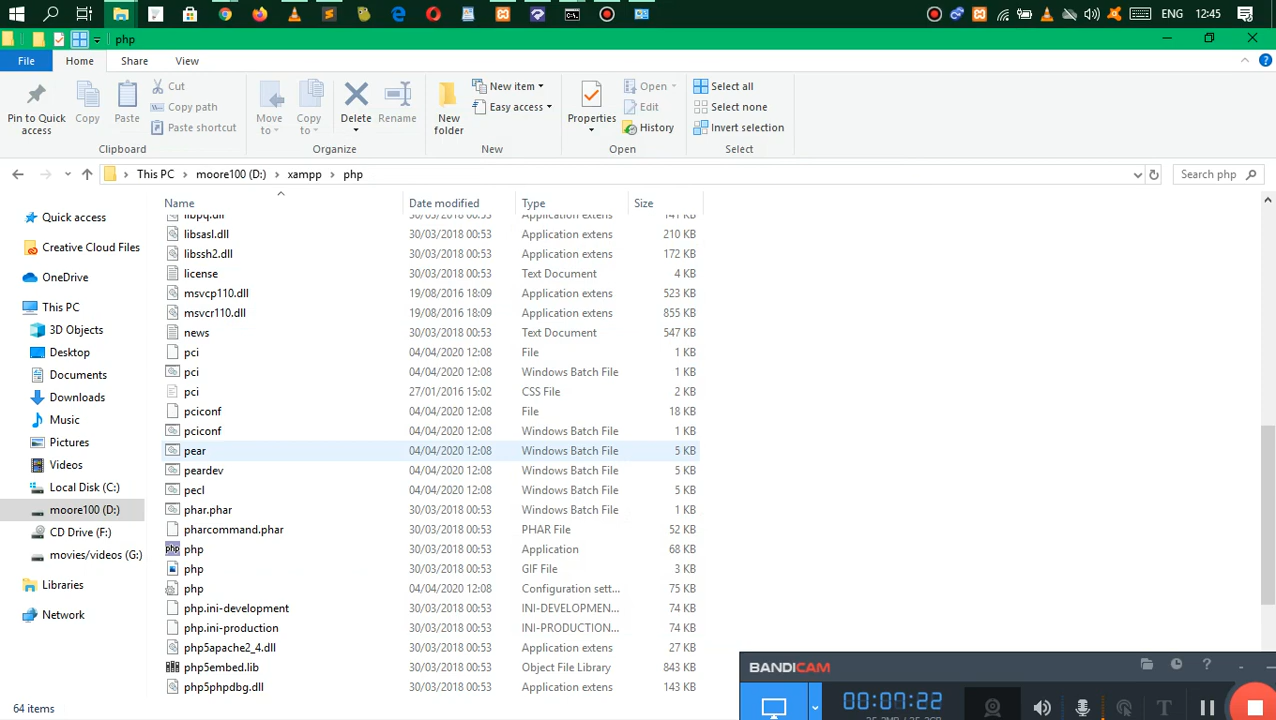 ENG 12:45
php
File Home Share View
Pin to Quick access
Copy
Paste
Cut
Copy path
Paste shortcut
Clipboard
Move to
Copy to
Delete
Rename
Organize
New folder
New item
Easy access
New
Properties
Open
Edit
History
Open
Select all
Select none
Invert selection
Select
This PC moore100 (D:) xampp php
Search php
Name Date modified Type Size
Quick access
Creative Cloud Files
OneDrive
This PC
3D Objects
Desktop
Documents
Downloads
Music
Pictures
Videos
Local Disk (C:)
moore100 (D:)
CD Drive (F:)
movies/videos (G:)
Libraries
Network
libpq.dll 30/03/2018 00:53 Application extens 141 KB
libsasl.dll 30/03/2018 00:53 Application extens 210 KB
libssh2.dll 30/03/2018 00:53 Application extens 172 KB
license 30/03/2018 00:53 Text Document 4 KB
msvcp110.dll 19/08/2016 18:09 Application extens 523 KB
msvcr110.dll 19/08/2016 18:09 Application extens 855 KB
news 30/03/2018 00:53 Text Document 547 KB
pci 04/04/2020 12:08 File 1 KB
pci 04/04/2020 12:08 Windows Batch File 1 KB
pci 27/01/2016 15:02 CSS File 2 KB
pciconf 04/04/2020 12:08 File 18 KB
pciconf 04/04/2020 12:08 Windows Batch File 1 KB
pear 04/04/2020 12:08 Windows Batch File 5 KB
peardev 04/04/2020 12:08 Windows Batch File 5 KB
pecl 04/04/2020 12:08 Windows Batch File 5 KB
phar.phar 30/03/2018 00:53 Windows Batch File 1 KB
pharcommand.phar 30/03/2018 00:53 PHAR File 52 KB
php 30/03/2018 00:53 Application 68 KB
php 30/03/2018 00:53 GIF File 3 KB
php 04/04/2020 12:08 Configuration sett... 75 KB
php.ini-development 30/03/2018 00:53 INI-DEVELOPMEN... 74 KB
php.ini-production 30/03/2018 00:53 INI-PRODUCTION... 74 KB
php5apache2_4.dll 30/03/2018 00:53 Application extens 27 KB
php5embed.lib 30/03/2018 00:53 Object File Library 843 KB
php5phpdbg.dll 30/03/2018 00:53 Application extens 143 KB
64 items
BANDICAM
00:07:22